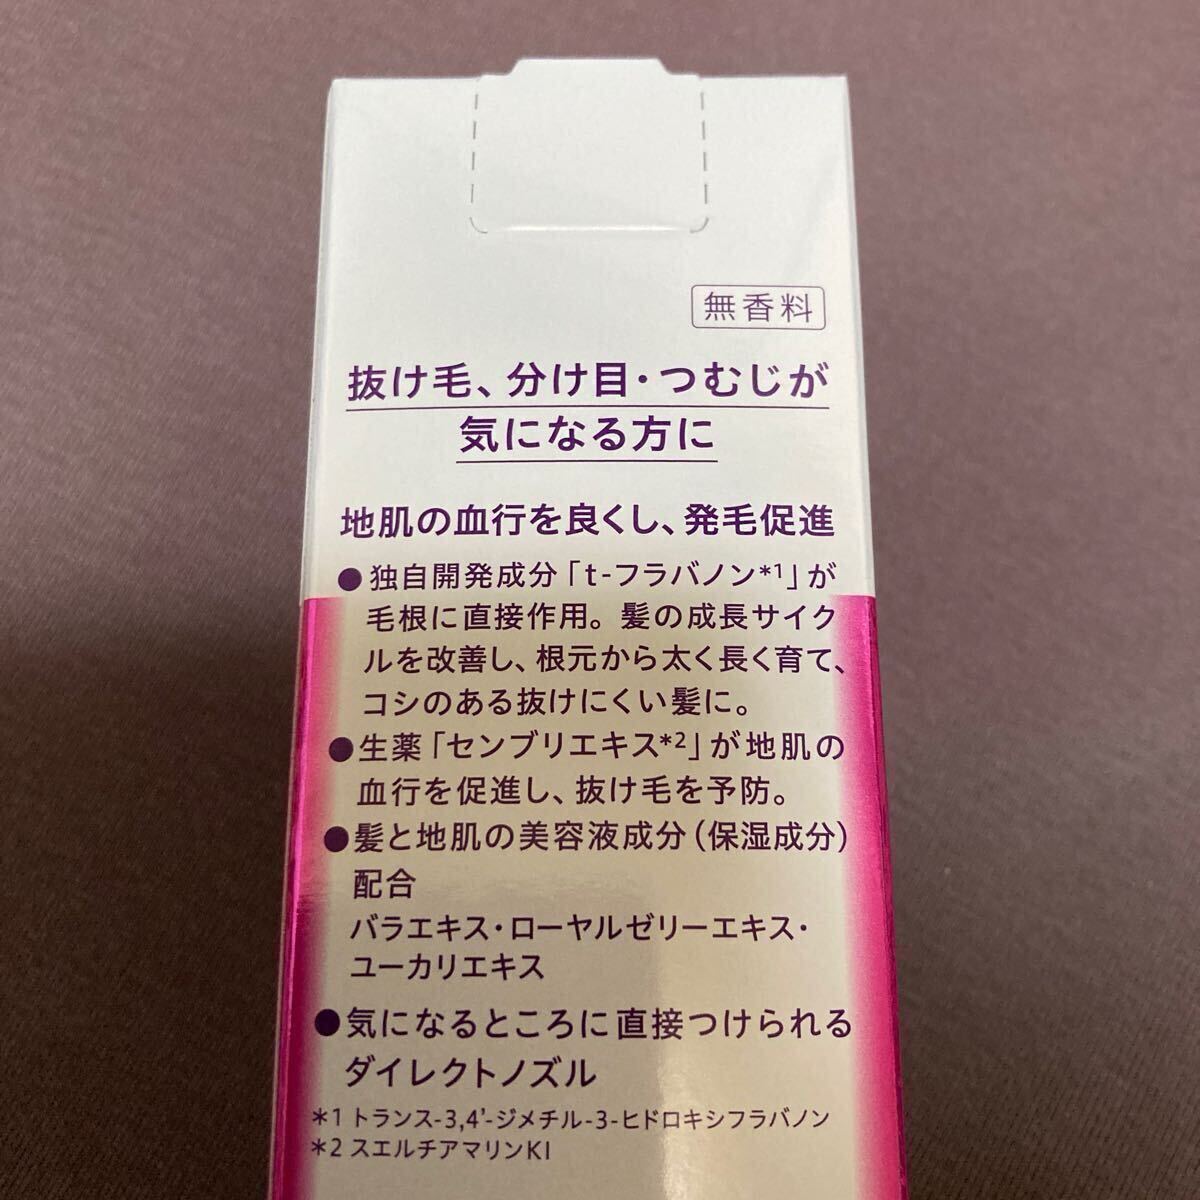 無香料
抜け毛、分け目・つむじが
気になる方に
地肌の血行を良くし、発毛促進
●独自開発成分「t-フラバノン*1」が
毛根に直接作用。髪の成長サイク
ルを改善し、根元から太く長く育て、
コシのある抜けにくい髪に。
●生薬「センブリエキス*2」が地肌の
血行を促進し、抜け毛を予防。
●髪と地肌の美容液成分(保湿成分)
配合
バラエキス・ローヤルゼリーエキス・
ユーカリエキス
●気になるところに直接つけられる
ダイレクトノズル
*1 トランス-3,4'-ジメチル-3-ヒドロキシフラバノン
*2 スエルチアマリンKI